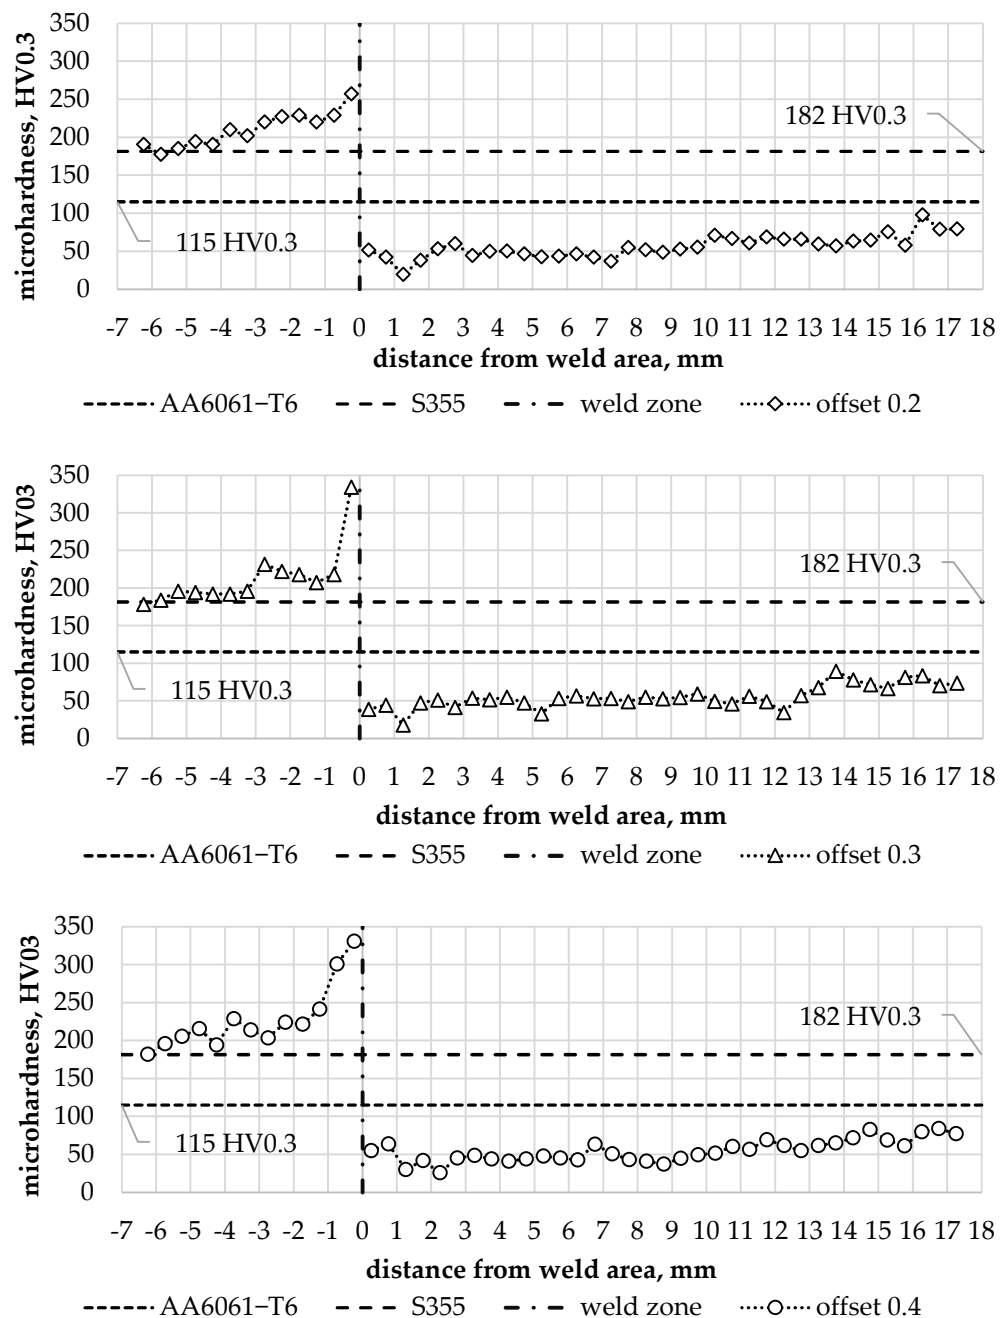 350
300
250
200
150
100
50
0
microhardness, HV0.3
182 HV0.3
115 HV0.3
-7 -6 -5 -4 -3 -2 -1 0 1 2 3 4 5 6 7 8 9 10 11 12 13 14 15 16 17 18
distance from weld area, mm
AA6061−T6 S355 weld zone offset 0.2
350
300
250
200
150
100
50
0
microhardness, HV03
182 HV0.3
115 HV0.3
-7 -6 -5 -4 -3 -2 -1 0 1 2 3 4 5 6 7 8 9 10 11 12 13 14 15 16 17 18
distance from weld area, mm
AA6061−T6 S355 weld zone offset 0.3
350
300
250
200
150
100
50
0
microhardness, HV03
182 HV0.3
115 HV0.3
-7 -6 -5 -4 -3 -2 -1 0 1 2 3 4 5 6 7 8 9 10 11 12 13 14 15 16 17 18
distance from weld area, mm
AA6061−T6 S355 weld zone offset 0.4